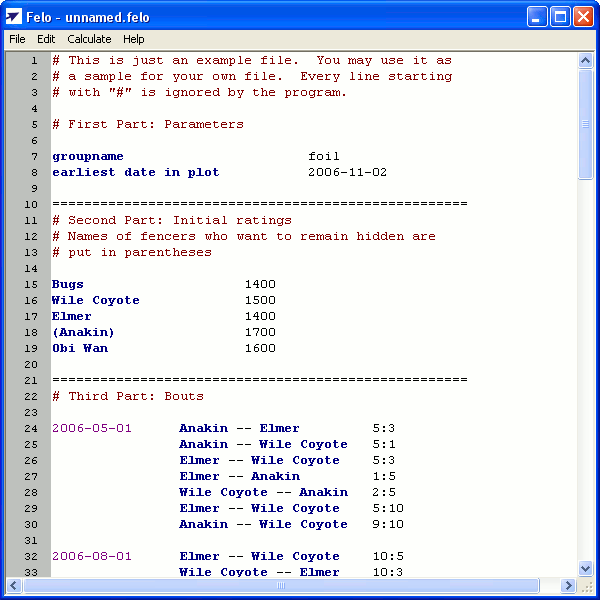 Felo - unnamed.felo
File Edit Calculate Help
1 # This is just an example file.  You may use it as
2 # a sample for your own file.  Every line starting
3 # with "#" is ignored by the program.
4
5 # First Part: Parameters
6
7 groupname                       foil
8 earliest date in plot           2006-11-02
9
10 ====================================================
11 # Second Part: Initial ratings
12 # Names of fencers who want to remain hidden are
13 # put in parentheses
14
15 Bugs                    1400
16 Wile Coyote             1500
17 Elmer                   1400
18 (Anakin)                1700
19 Obi Wan                 1600
20
21 ====================================================
22 # Third Part: Bouts
23
24 2006-05-01      Anakin -- Elmer         5:3
25                 Anakin -- Wile Coyote   5:1
26                 Elmer -- Wile Coyote    5:3
27                 Elmer -- Anakin         1:5
28                 Wile Coyote -- Anakin   2:5
29                 Elmer -- Wile Coyote    5:10
30                 Anakin -- Wile Coyote   9:10
31
32 2006-08-01      Elmer -- Wile Coyote    10:5
33                 Wile Coyote -- Elmer    10:3